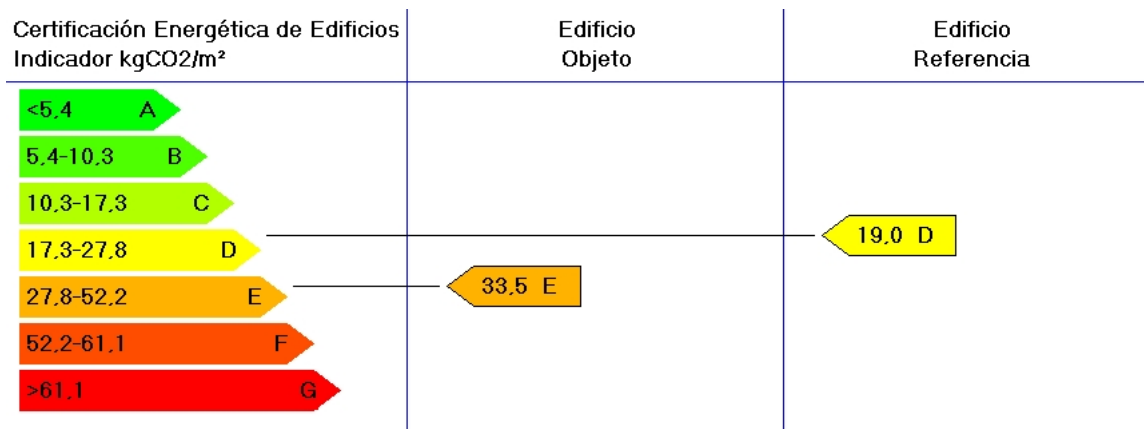 Certificación Energética de Edificios
Indicador kgCO2/m²
Edificio
Objeto
Edificio
Referencia
<5,4 A
5,4-10,3 B
10,3-17,3 C
17,3-27,8 D
19,0 D
27,8-52,2 E
33,5 E
52,2-61,1 F
>61,1 G